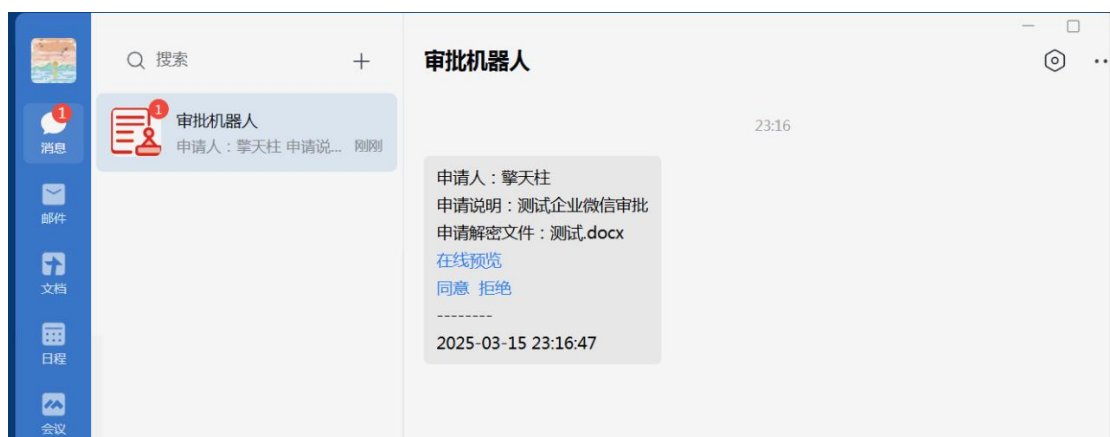 搜索
审批机器人
1
消息
1
审批机器人
申请人：擎天柱 申请说... 刚刚
23:16
邮件
申请人：擎天柱
申请说明：测试企业微信审批
申请解密文件：测试.docx
在线预览
同意 拒绝
--------
2025-03-15 23:16:47
文档
日程
会议